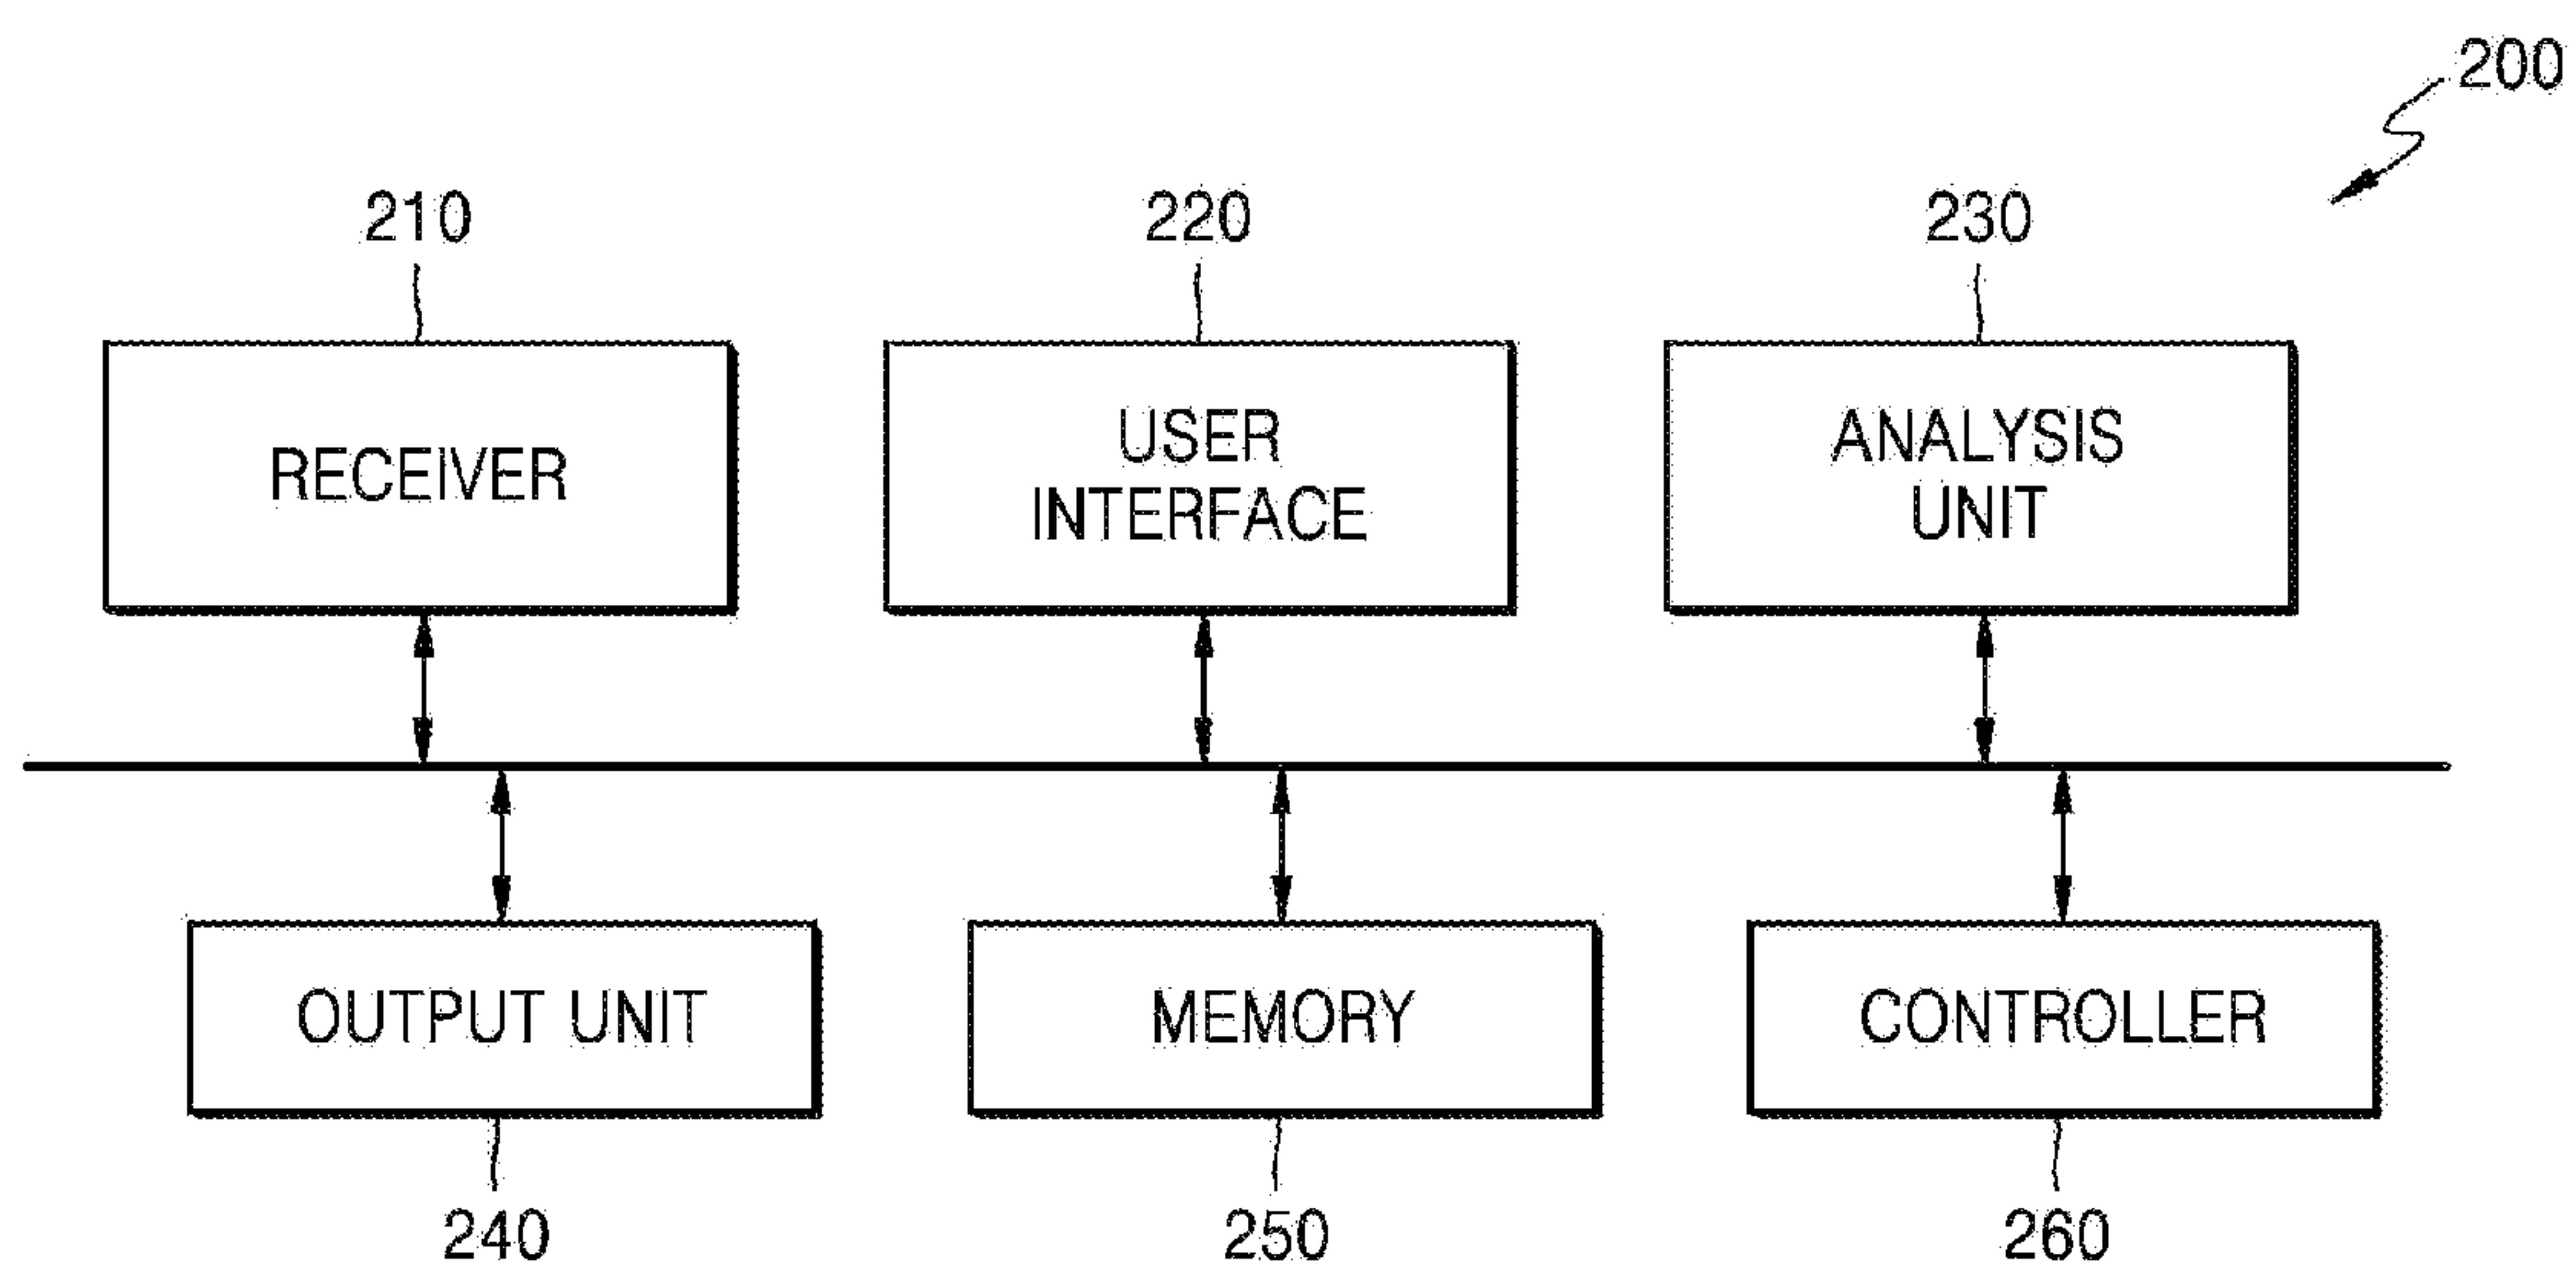 200
210
220
230
RECEIVER
USER
INTERFACE
ANALYSIS
UNIT
OUTPUT UNIT
MEMORY
CONTROLLER
240
250
260